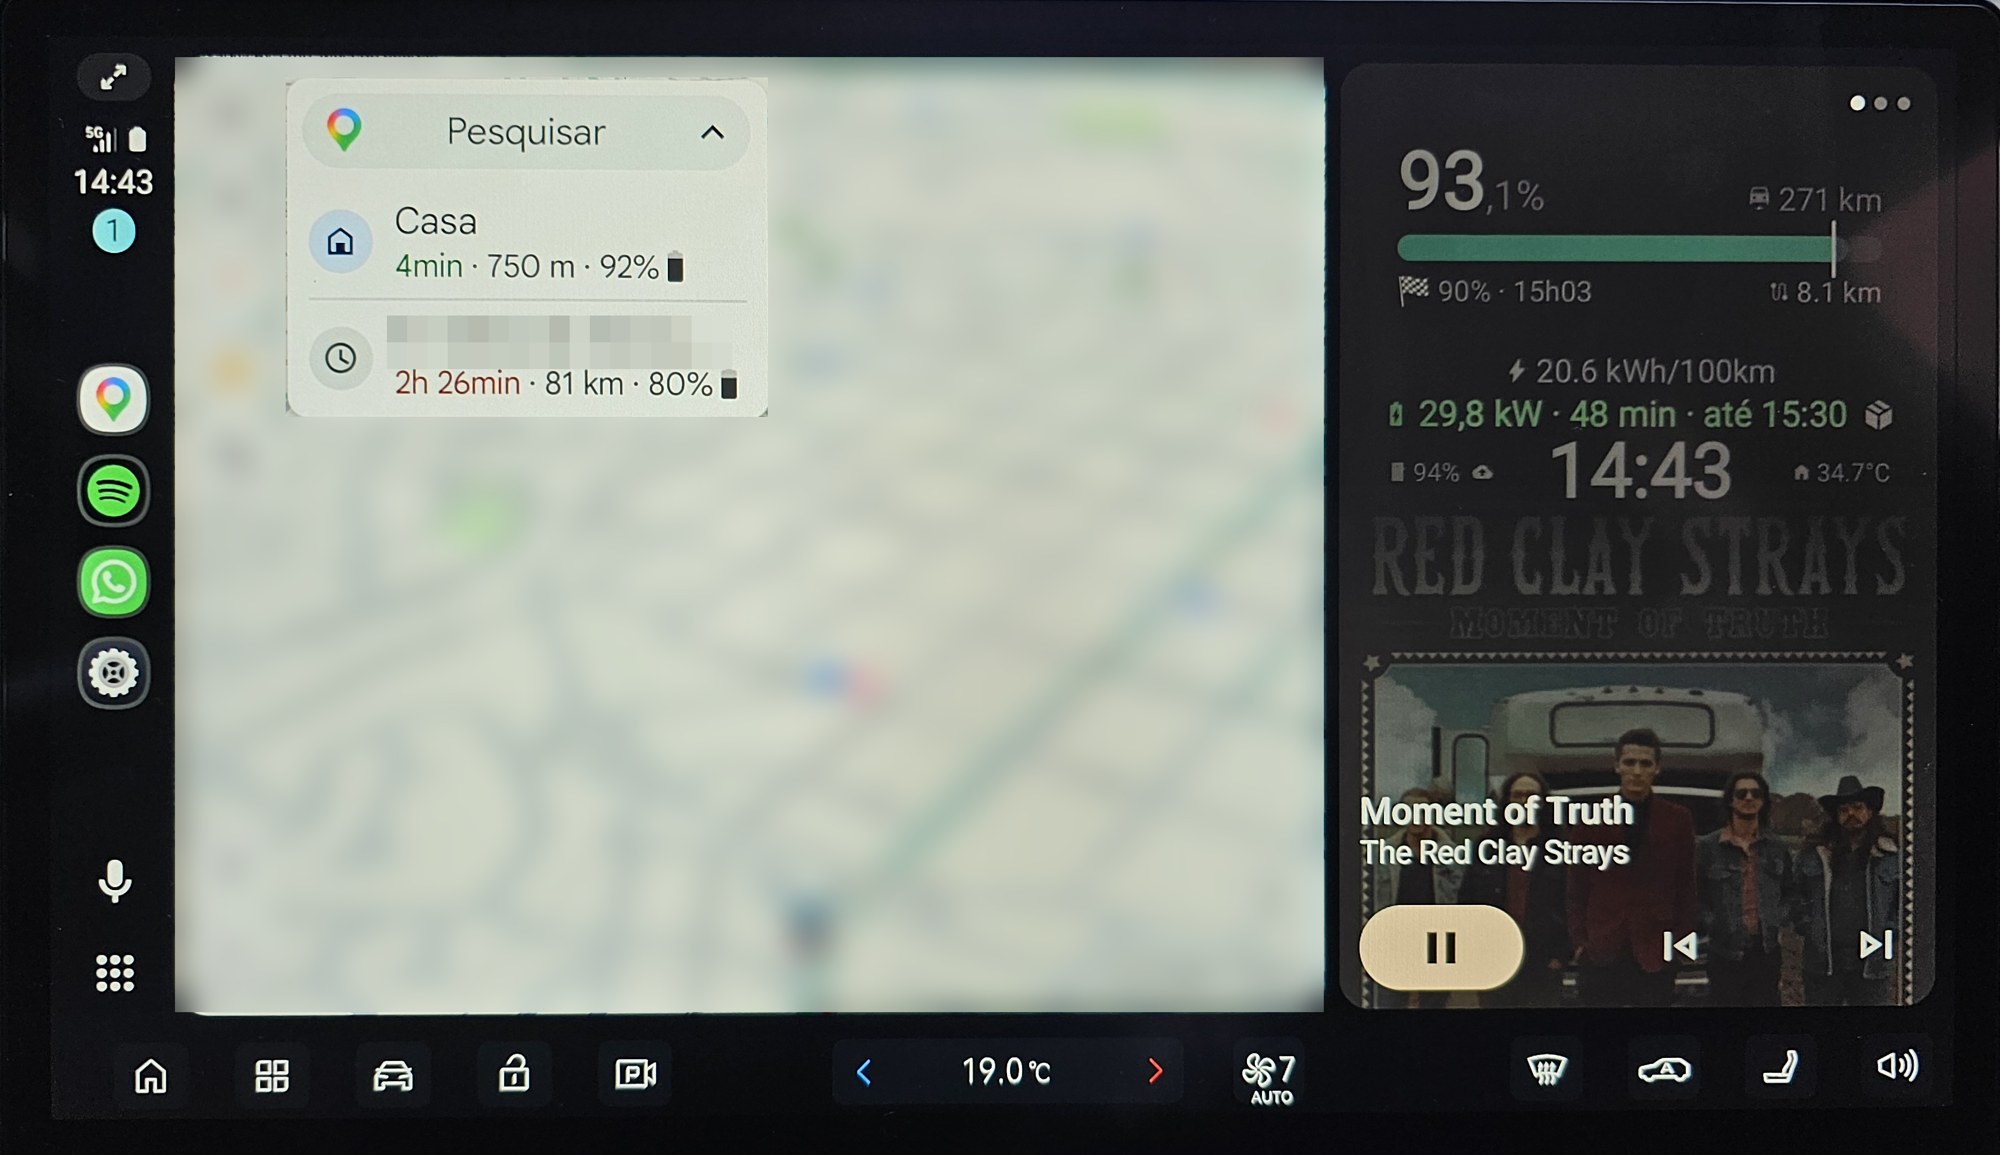 5G
14:43
1
Pesquisar
Casa
4min · 750 m · 92%
2h 26min · 81 km · 80%
93,1%
271 km
90% · 15h03
8.1 km
20.6 kWh/100km
29,8 kW · 48 min · até 15:30
94%
14:43
34.7°C
RED CLAY STRAYS
MOMENT OF TRUTH
Moment of Truth
The Red Clay Strays
P
19.0°C
7
AUTO
A